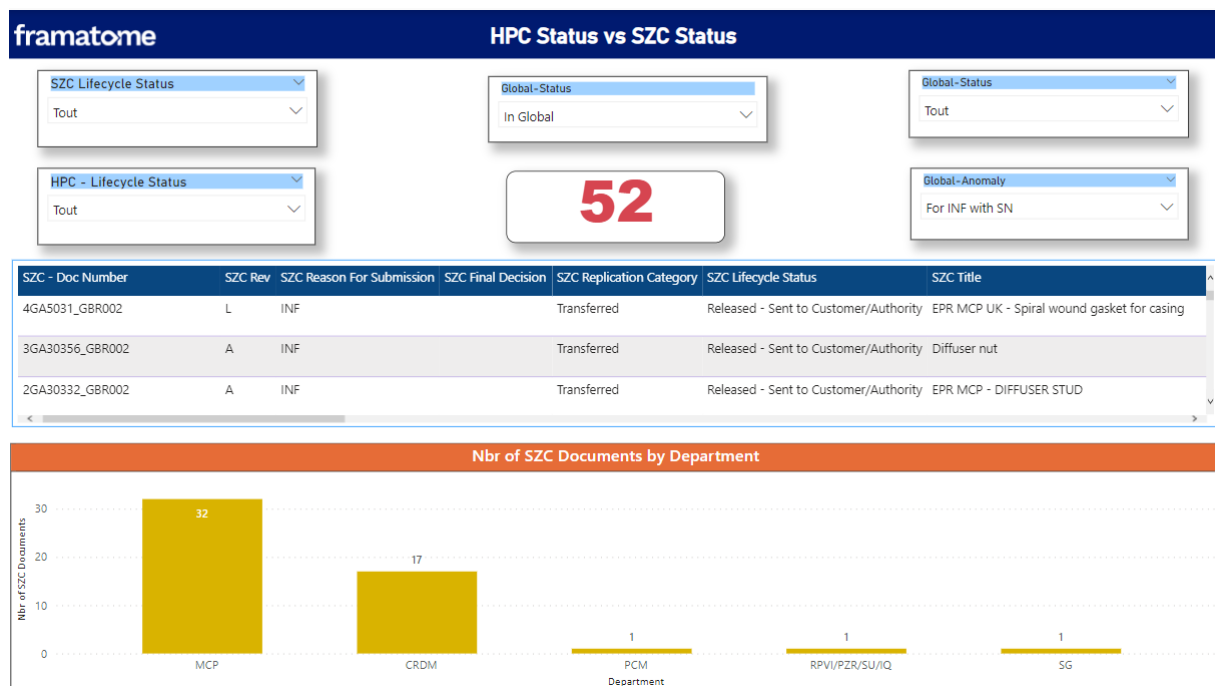 framatome
HPC Status vs SZC Status
SZC Lifecycle Status
Tout
Global-Status
In Global
Global-Status
Tout
HPC - Lifecycle Status
Tout
52
Global-Anomaly
For INF with SN
SZC - Doc Number SZC Rev SZC Reason For Submission SZC Final Decision SZC Replication Category SZC Lifecycle Status SZC Title
4GA5031_GBR002 L INF Transferred Released - Sent to Customer/Authority EPR MCP UK - Spiral wound gasket for casing
3GA30356_GBR002 A INF Transferred Released - Sent to Customer/Authority Diffuser nut
2GA30332_GBR002 A INF Transferred Released - Sent to Customer/Authority EPR MCP - DIFFUSER STUD
Nbr of SZC Documents by Department
Nbr of SZC Documents
30
20
10
0
32
17
1
1
1
MCP CRDM PCM RPVI/PZR/SU/IQ SG
Department